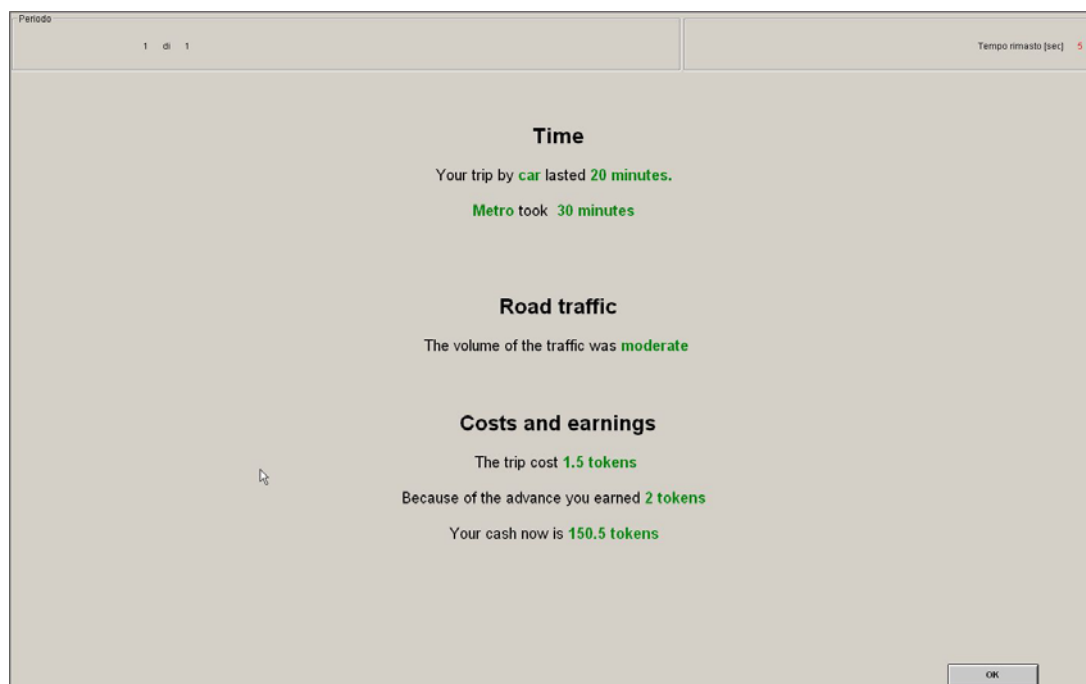 Periodo
1 di 1
Tempo rimasto [sec] 5
Time
Your trip by car lasted 20 minutes.
Metro took 30 minutes
Road traffic
The volume of the traffic was moderate
Costs and earnings
The trip cost 1.5 tokens
Because of the advance you earned 2 tokens
Your cash now is 150.5 tokens
OK